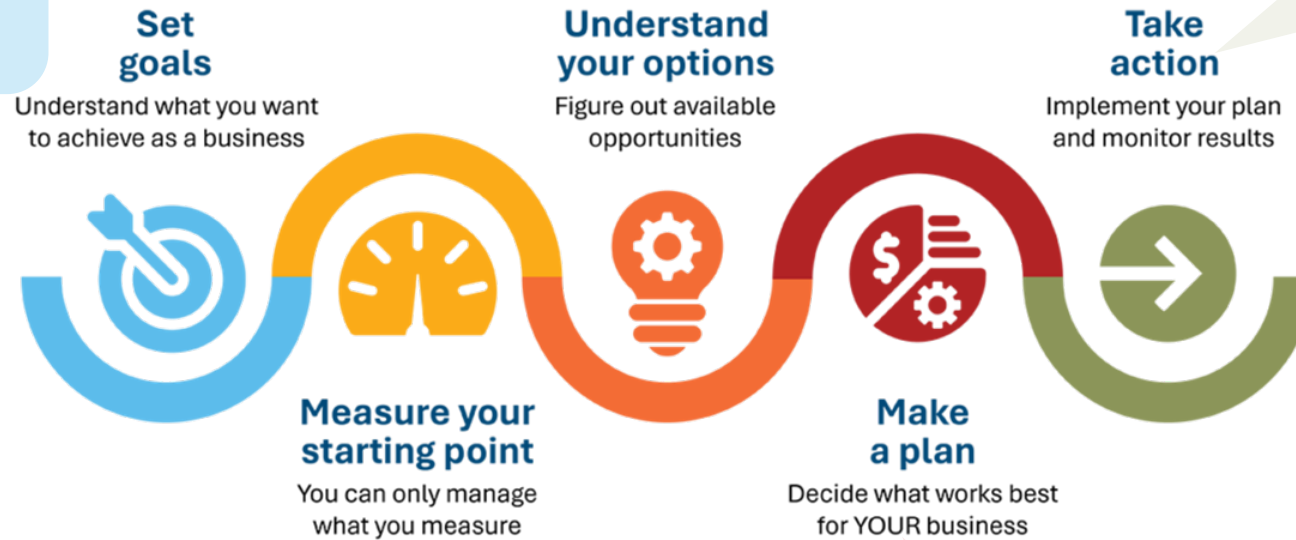 Set
goals
Understand what you want
to achieve as a business
Measure your
starting point
You can only manage
what you measure
Understand
your options
Figure out available
opportunities
$
Make
a plan
Decide what works best
for YOUR business
Take
action
Implement your plan
and monitor results